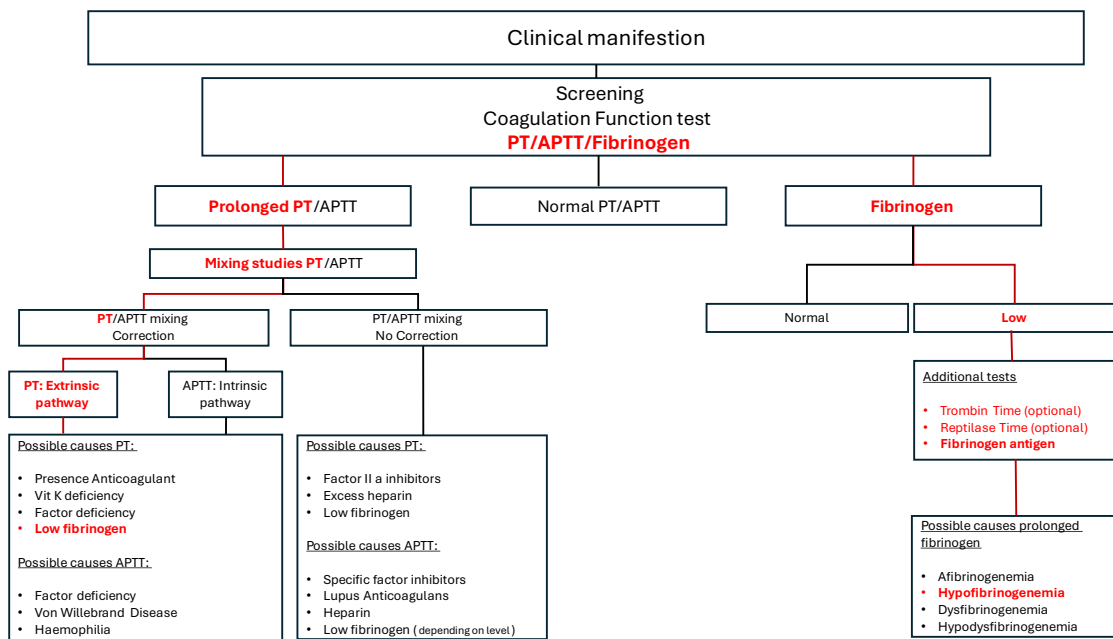 Clinical manifestion
Screening
Coagulation Function test
PT/APTT/Fibrinogen
Prolonged PT/APTT
Normal PT/APTT
Fibrinogen
Mixing studies PT/APTT
PT/APTT mixing
Correction
PT/APTT mixing
No Correction
Normal
Low
PT: Extrinsic
pathway
APTT: Intrinsic
pathway
Additional tests
• Trombin Time (optional)
• Reptilase Time (optional)
• Fibrinogen antigen
Possible causes PT:
• Presence Anticoagulant
• Vit K deficiency
• Factor deficiency
• Low fibrinogen
Possible causes APTT:
• Factor deficiency
• Von Willebrand Disease
• Haemophilia
Possible causes PT:
• Factor II a inhibitors
• Excess heparin
• Low fibrinogen
Possible causes APTT:
• Specific factor inhibitors
• Lupus Anticoagulans
• Heparin
• Low fibrinogen ( depending on level)
Possible causes prolonged
fibrinogen
• Afibrinogenemia
• Hypofibrinogenemia
• Dysfibrinogenemia
• Hypodysfibrinogenemia